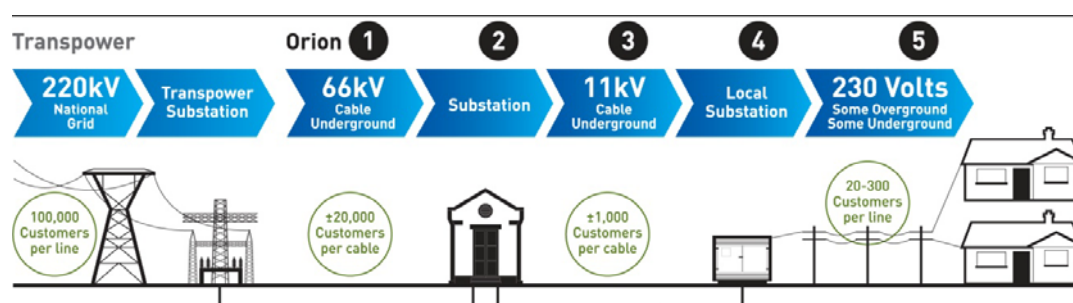 Transpower
Orion 1
2
3
4
5
220kV
National
Grid
Transpower
Substation
66kV
Cable
Underground
Substation
11kV
Cable
Underground
Local
Substation
230 Volts
Some Overground
Some Underground
100,000
Customers
per line
±20,000
Customers
per cable
±1,000
Customers
per cable
20-300
Customers
per line